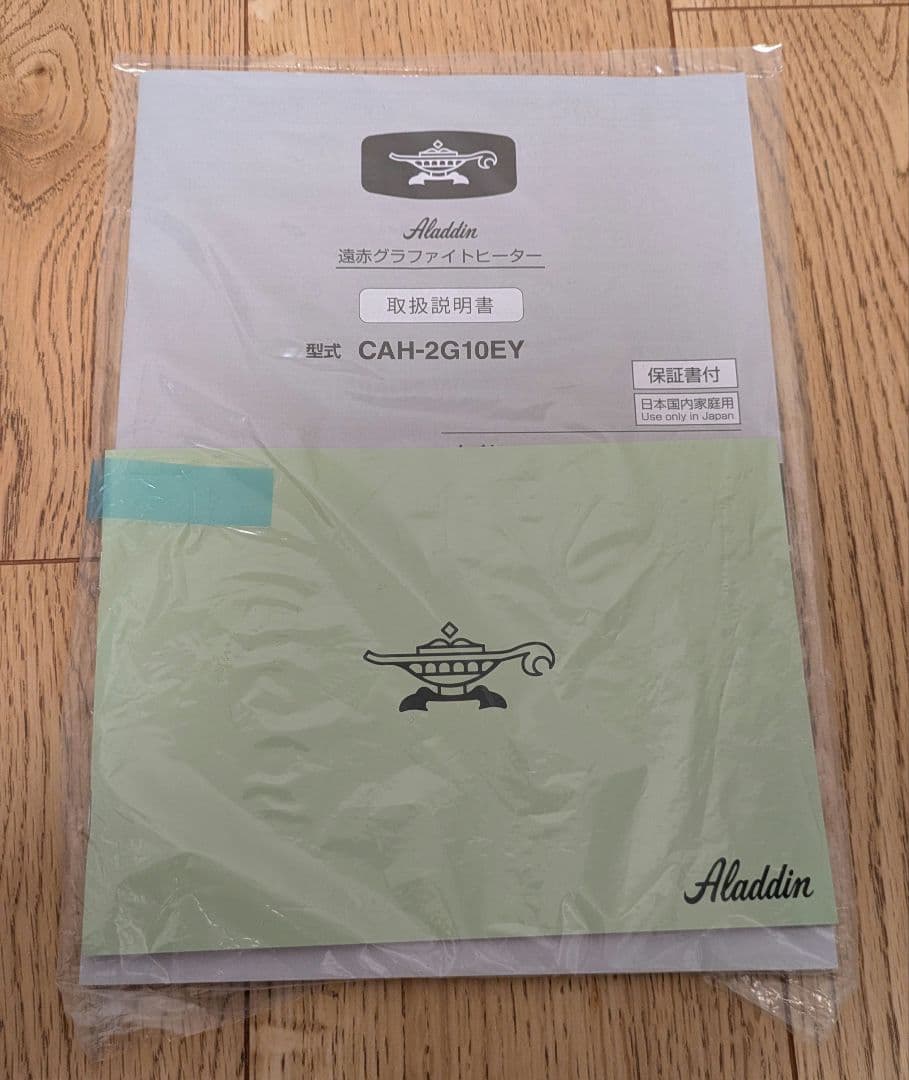 Aladdin
遠赤グラファイトヒーター
取扱説明書
型式 CAH-2G10EY
保証書付
日本国内家庭用
Use only in Japan
Aladdin